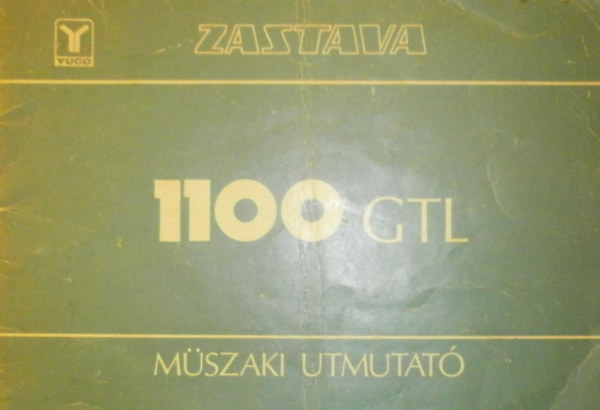 YUGO
ZASTAVA
1100 GTL
MÜSZAKI UTMUTATÓ